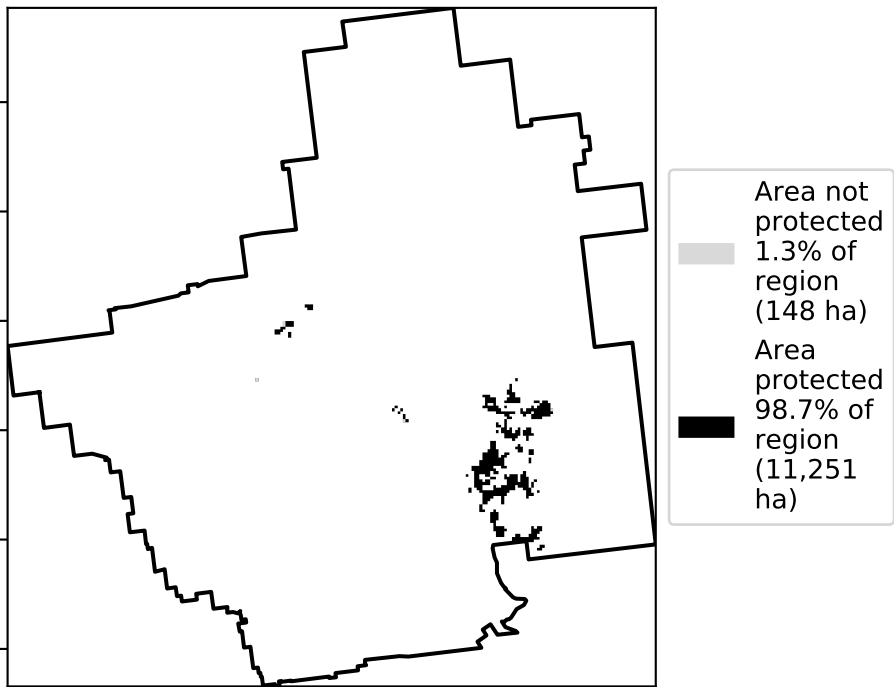 Area not
protected
1.3% of
region
(148 ha)
Area
protected
98.7% of
region
(11,251
ha)